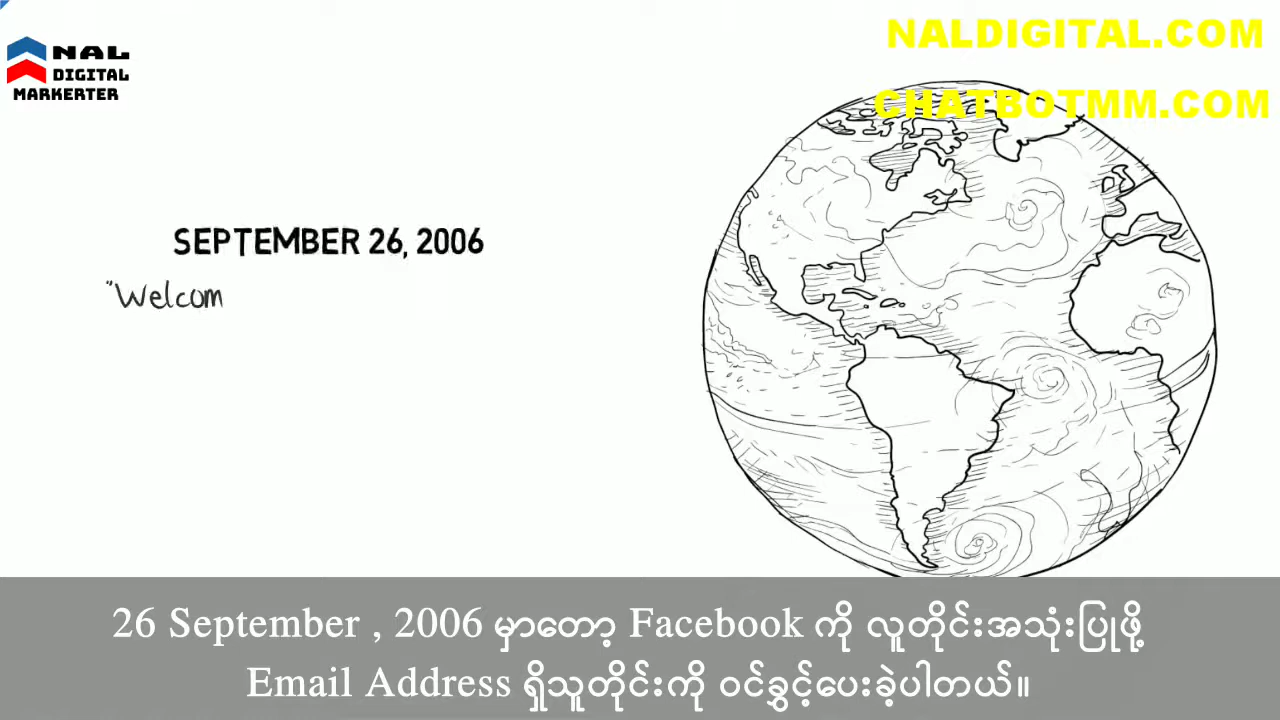 NAL
DIGITAL
MARKERTER
NALDIGITAL.COM
CHATBOTMM.COM
SEPTEMBER 26, 2006
"Welcom
26 September , 2006 မှာတော့ Facebook ကို လူတိုင်းအသုံးပြုဖို့
Email Address ရှိသူတိုင်းကို ဝင်ခွင့်ပေးခဲ့ပါတယ်။